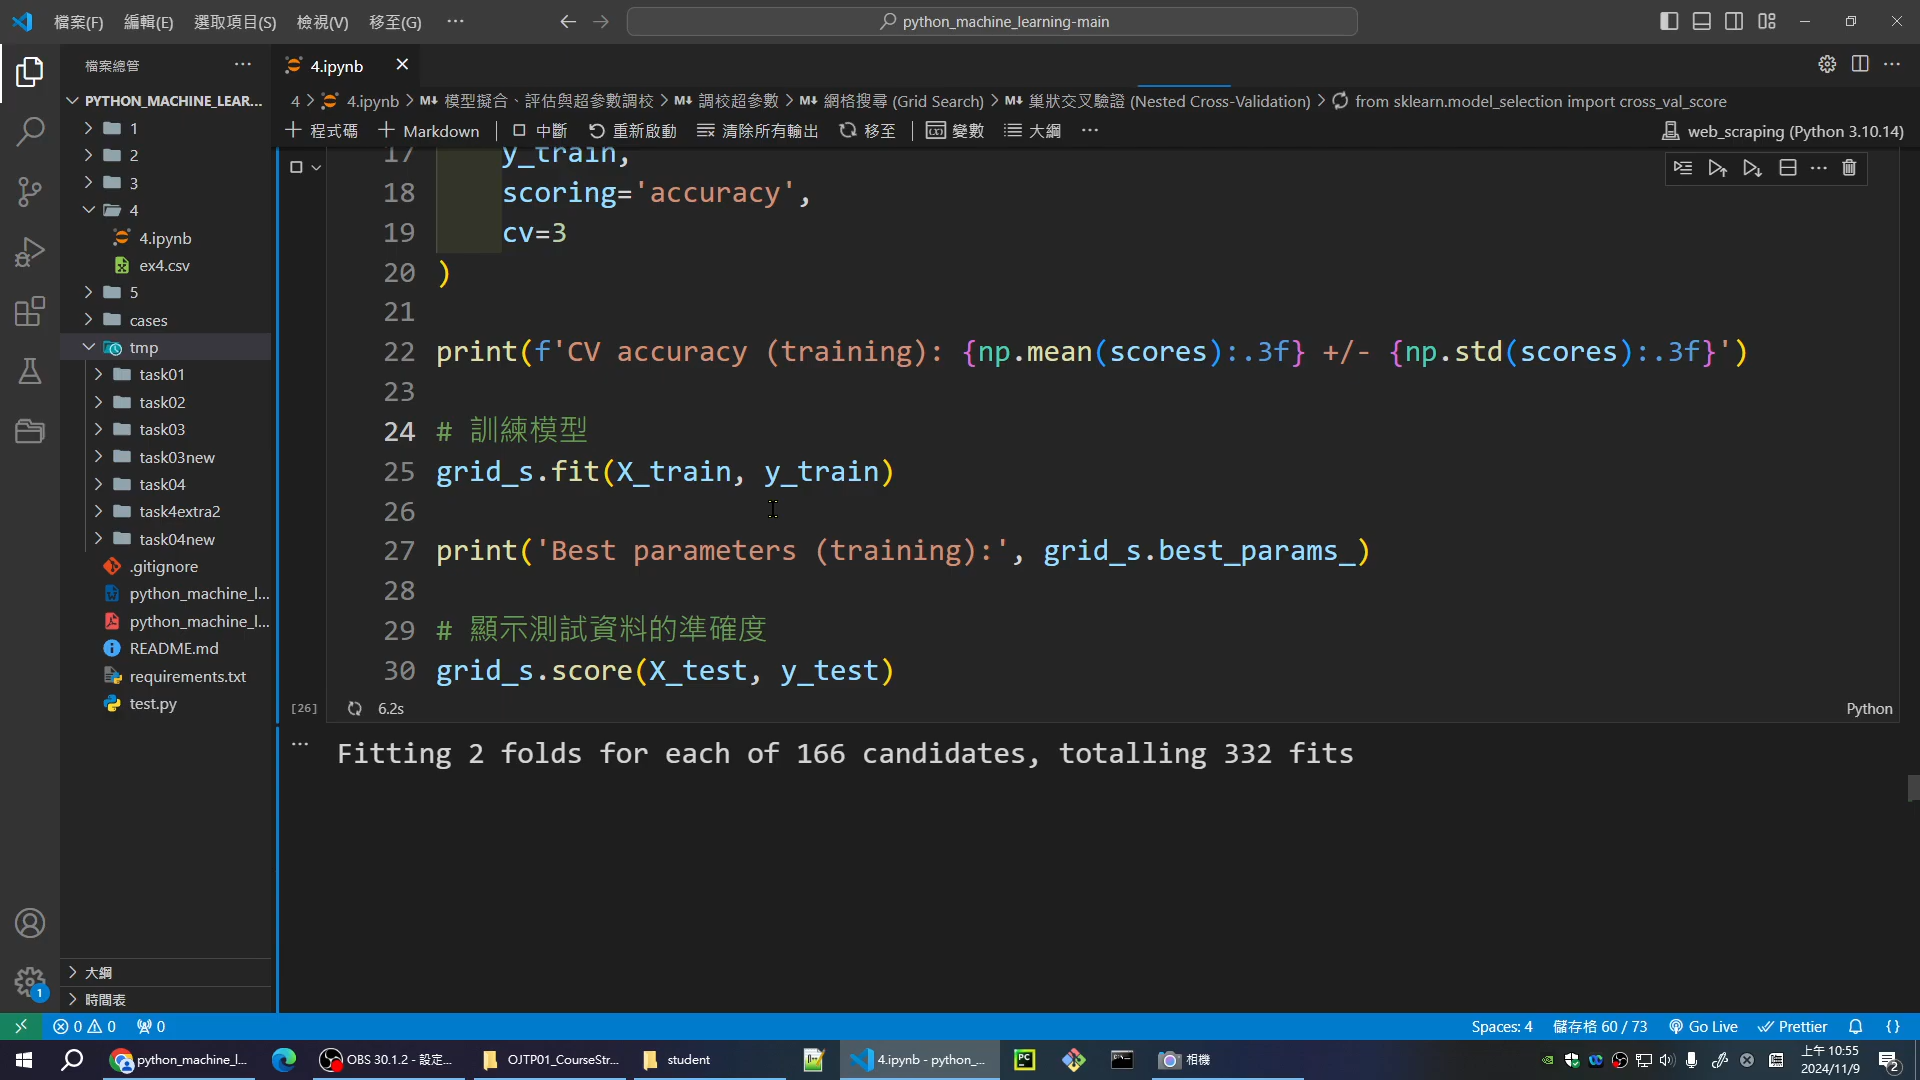 檔案(F) 編輯(E) 選取項目(S) 檢視(V) 移至(G) ··· python_machine_learning-main
檔案總管 ···
4.ipynb
PYTHON_MACHINE_LEAR...
1
2
3
4
4.ipynb
ex4.csv
5
cases
tmp
task01
task02
task03
task03new
task04
task4extra2
task04new
.gitignore
python_machine_l...
python_machine_l...
README.md
requirements.txt
test.py
大綱
時間表
4 > 4.ipynb > M↓ 模型擬合、評估與超參數調校 > M↓ 調校超參數 > M↓ 網格搜尋 (Grid Search) > M↓ 巢狀交叉驗證 (Nested Cross-Validation) > from sklearn.model_selection import cross_val_score
+ 程式碼 + Markdown 中斷 重新啟動 清除所有輸出 移至 變數 大綱 ··· web_scraping (Python 3.10.14)
17 y_train,
18 scoring='accuracy',
19 cv=3
20 )
21
22 print(f'CV accuracy (training): {np.mean(scores):.3f} +/- {np.std(scores):.3f}')
23
24 # 訓練模型
25 grid_s.fit(X_train, y_train)
26
27 print('Best parameters (training):', grid_s.best_params_)
28
29 # 顯示測試資料的準確度
30 grid_s.score(X_test, y_test)
[26] 6.2s Python
··· Fitting 2 folds for each of 166 candidates, totalling 332 fits
1
0 0 0 Spaces: 4 儲存格 60 / 73 Go Live Prettier { }
python_machine_l... OBS 30.1.2 - 設定... OJTP01_CourseStr... student 4.ipynb - python_... PC 相機 上午 10:55
2024/11/9 2